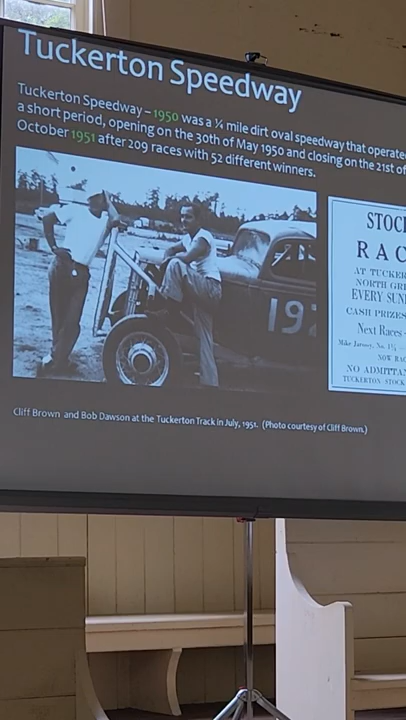 Tuckerton Speedway
Tuckerton Speedway – 1950 was a ¼ mile dirt oval speedway that operate
a short period, opening on the 30th of May 1950 and closing on the 21st of
October 1951 after 209 races with 52 different winners.
192
STOC
RAC
AT TUCKER
NORTH GRE
EVERY SUN
CASH PRIZES
Next Races -
NOW RAC
NO ADMITTAN
TUCKERTON STOCK
Cliff Brown and Bob Dawson at the Tuckerton Track in July, 1951. (Photo courtesy of Cliff Brown.)